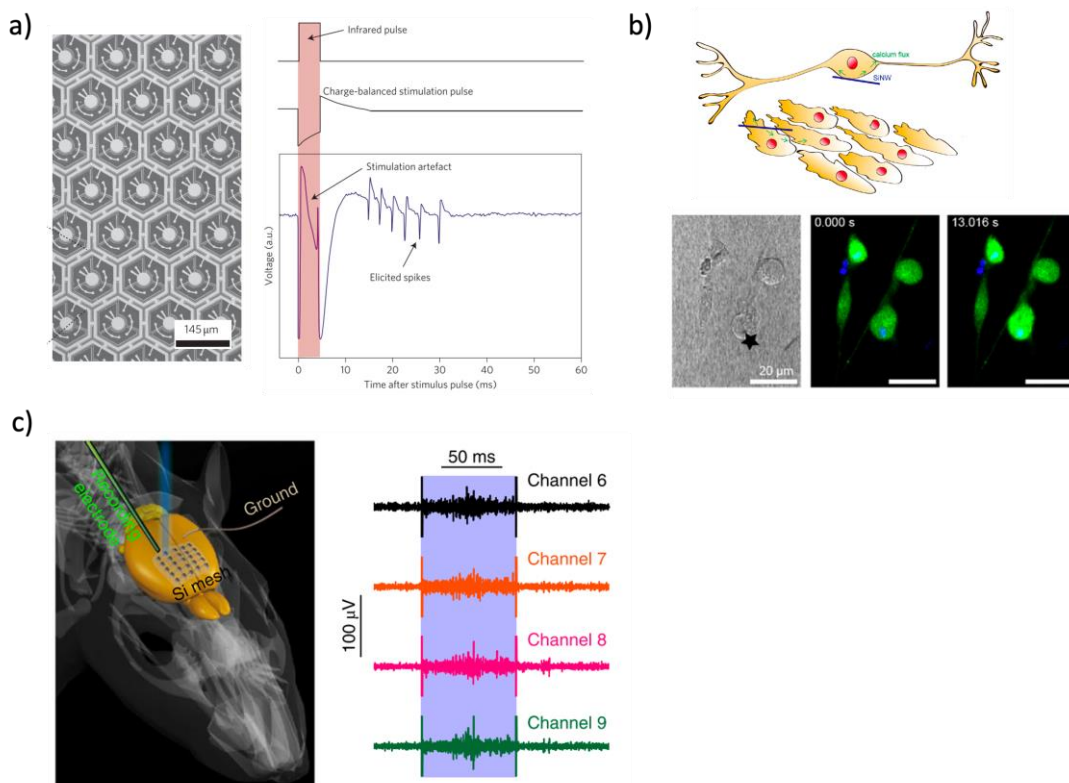 a)
145 µm
Infrared pulse
Charge-balanced stimulation pulse
Stimulation artefact
Elicited spikes
Voltage (a.u.)
0
10
20
30
40
50
60
Time after stimulus pulse (ms)
b)
calcium flux
SiNW
20 µm
0.000 s
13.016 s
c)
electrode
Ground
Si mesh
50 ms
100 µV
Channel 6
Channel 7
Channel 8
Channel 9